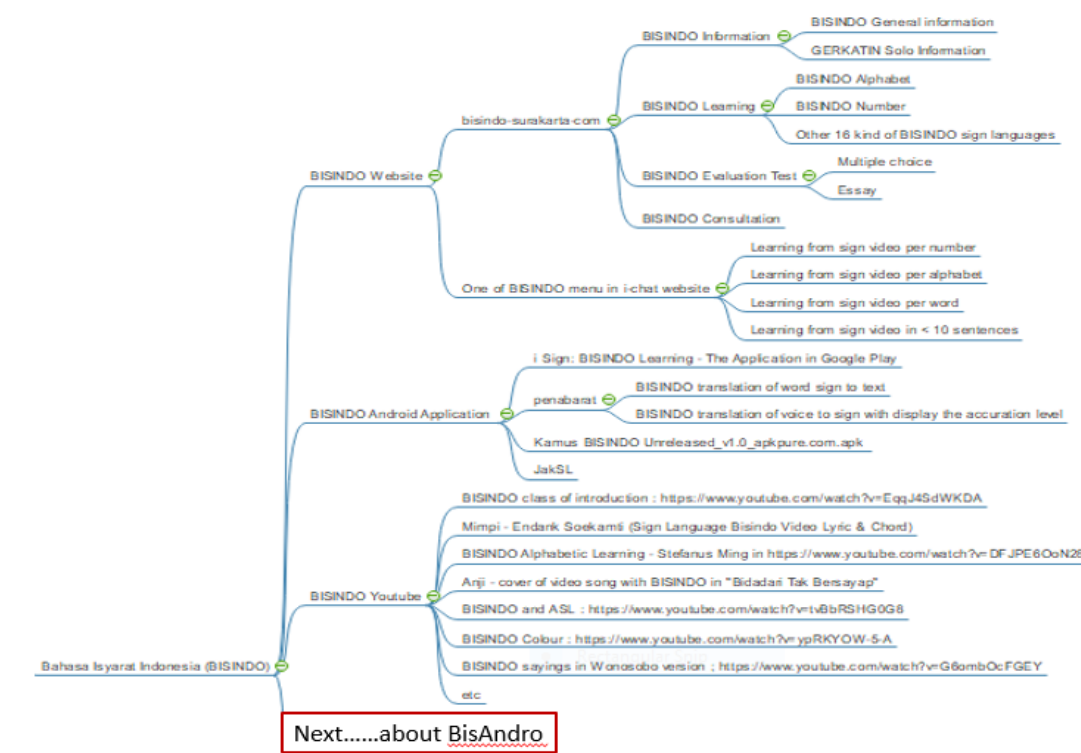 BISINDO General information
BISINDO Information
GERKATIN Solo Information
BISINDO Alphabet
BISINDO Learning
BISINDO Number
bisindo-surakarta-com
Other 16 kind of BISINDO sign languages
Multiple choice
BISINDO Website
BISINDO Evaluation Test
Essay
BISINDO Consultation
Learning from sign video per number
Learning from sign video per alphabet
One of BISINDO menu in i-chat website
Learning from sign video per word
Learning from sign video in < 10 sentences
i Sign: BISINDO Learning - The Application in Google Play
BISINDO translation of word sign to text
penabarat
BISINDO Android Application
BISINDO translation of voice to sign with display the accuration level
Kamus BISINDO Unreleased_v1.0_apkpure.com.apk
JakSL
BISINDO class of introduction : https://www.youtube.com/watch?v=EqqJ4SdWKDA
Mimpi - Endank Soekamti (Sign Language Bisindo Video Lyric & Chord)
BISINDO Alphabetic Learning - Stefanus Ming in https://www.youtube.com/watch?v=DFJPE6OoN28
Anji - cover of video song with BISINDO in "Bidadari Tak Bersayap"
BISINDO Youtube
BISINDO and ASL : https://www.youtube.com/watch?v=tvBbRSHG0G8
BISINDO Colour : https://www.youtube.com/watch?v=ypRKYOW-5-A
Bahasa Isyarat Indonesia (BISINDO)
BISINDO sayings in Wonosobo version ; https://www.youtube.com/watch?v=G6ombOcFGEY
etc
Next......about BisAndro